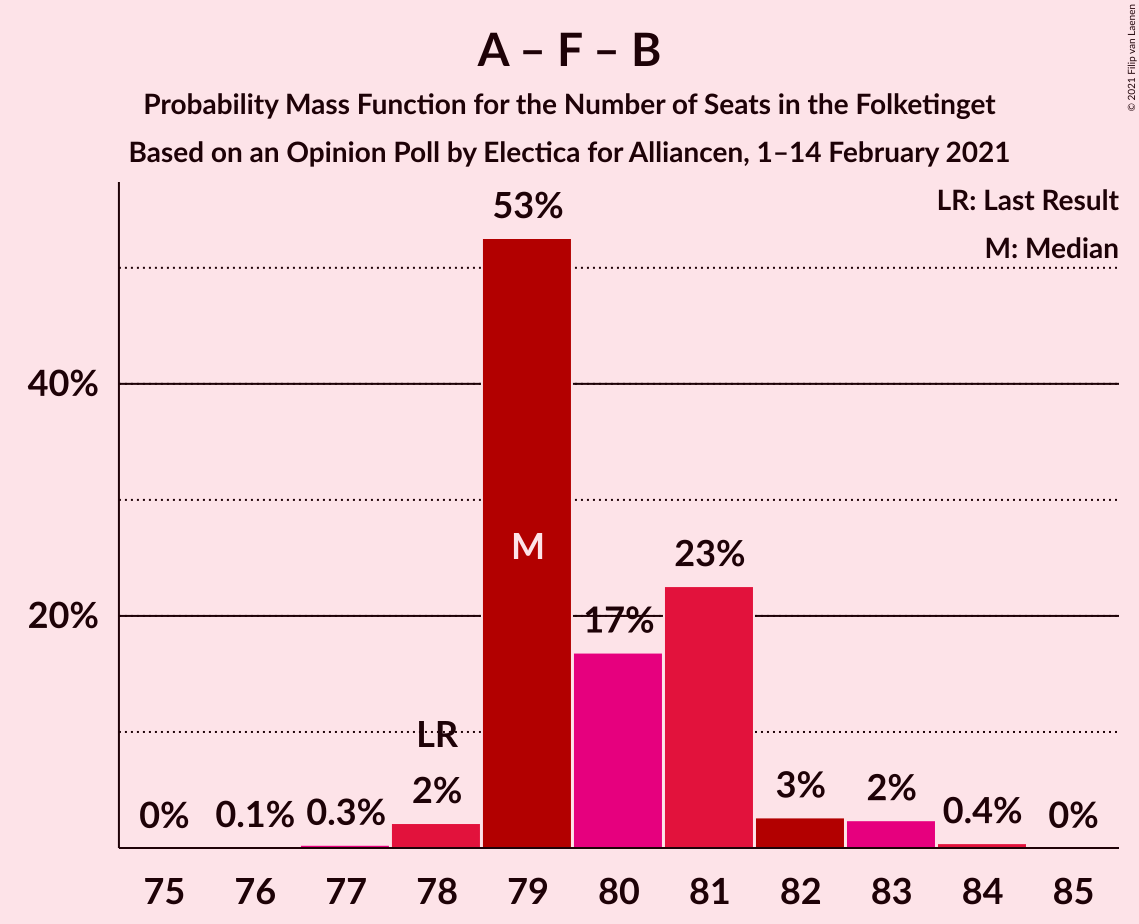 A – F – B
Probability Mass Function for the Number of Seats in the Folketinget
Based on an Opinion Poll by Electica for Alliancen, 1–14 February 2021
© 2021 Filip van Laenen
LR: Last Result
M: Median
53%
40%
M
23%
20%
17%
LR
2%
3%
2%
0%
0.1%
0.3%
0.4%
0%
75 76 77 78 79 80 81 82 83 84 85